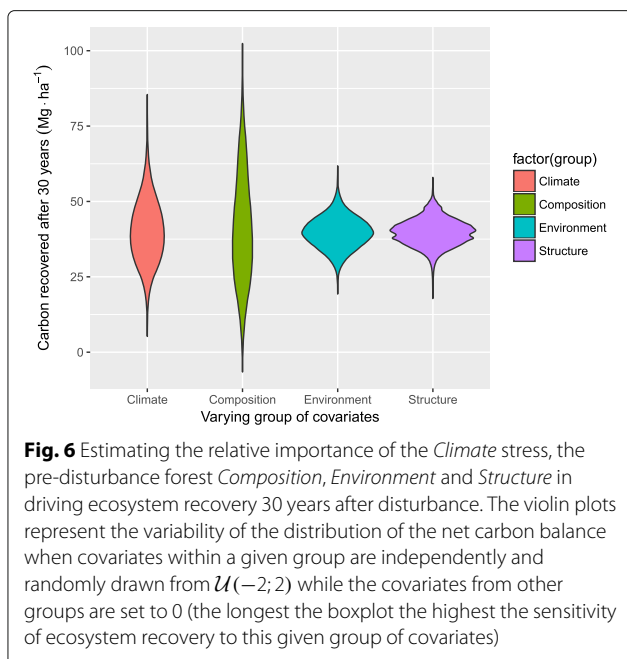 100
75
50
25
0
Carbon recovered after 30 years (Mg · ha⁻¹)
Climate Composition Environment Structure
Varying group of covariates
factor(group)
Climate
Composition
Environment
Structure
Fig. 6 Estimating the relative importance of the Climate stress, the
pre-disturbance forest Composition, Environment and Structure in
driving ecosystem recovery 30 years after disturbance. The violin plots
represent the variability of the distribution of the net carbon balance
when covariates within a given group are independently and
randomly drawn from 𝒰(−2; 2) while the covariates from other
groups are set to 0 (the longest the boxplot the highest the sensitivity
of ecosystem recovery to this given group of covariates)